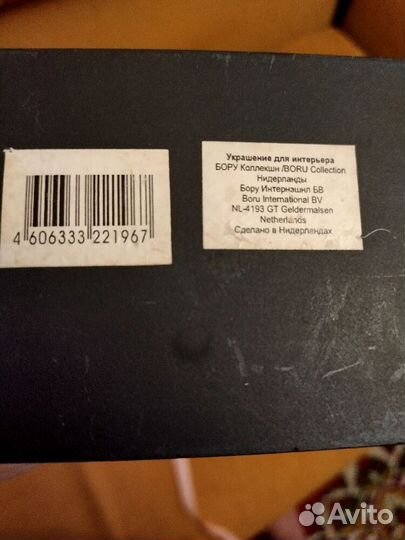 4 606333 221967
Украшение для интерьера
БОРУ Коллекшн /BORU Collection
Нидерланды
Бору Интернэшнл БВ
Boru International BV
NL-4193 GT Geldermalsen
Netherlands
Сделано в Нидерландах
Avito